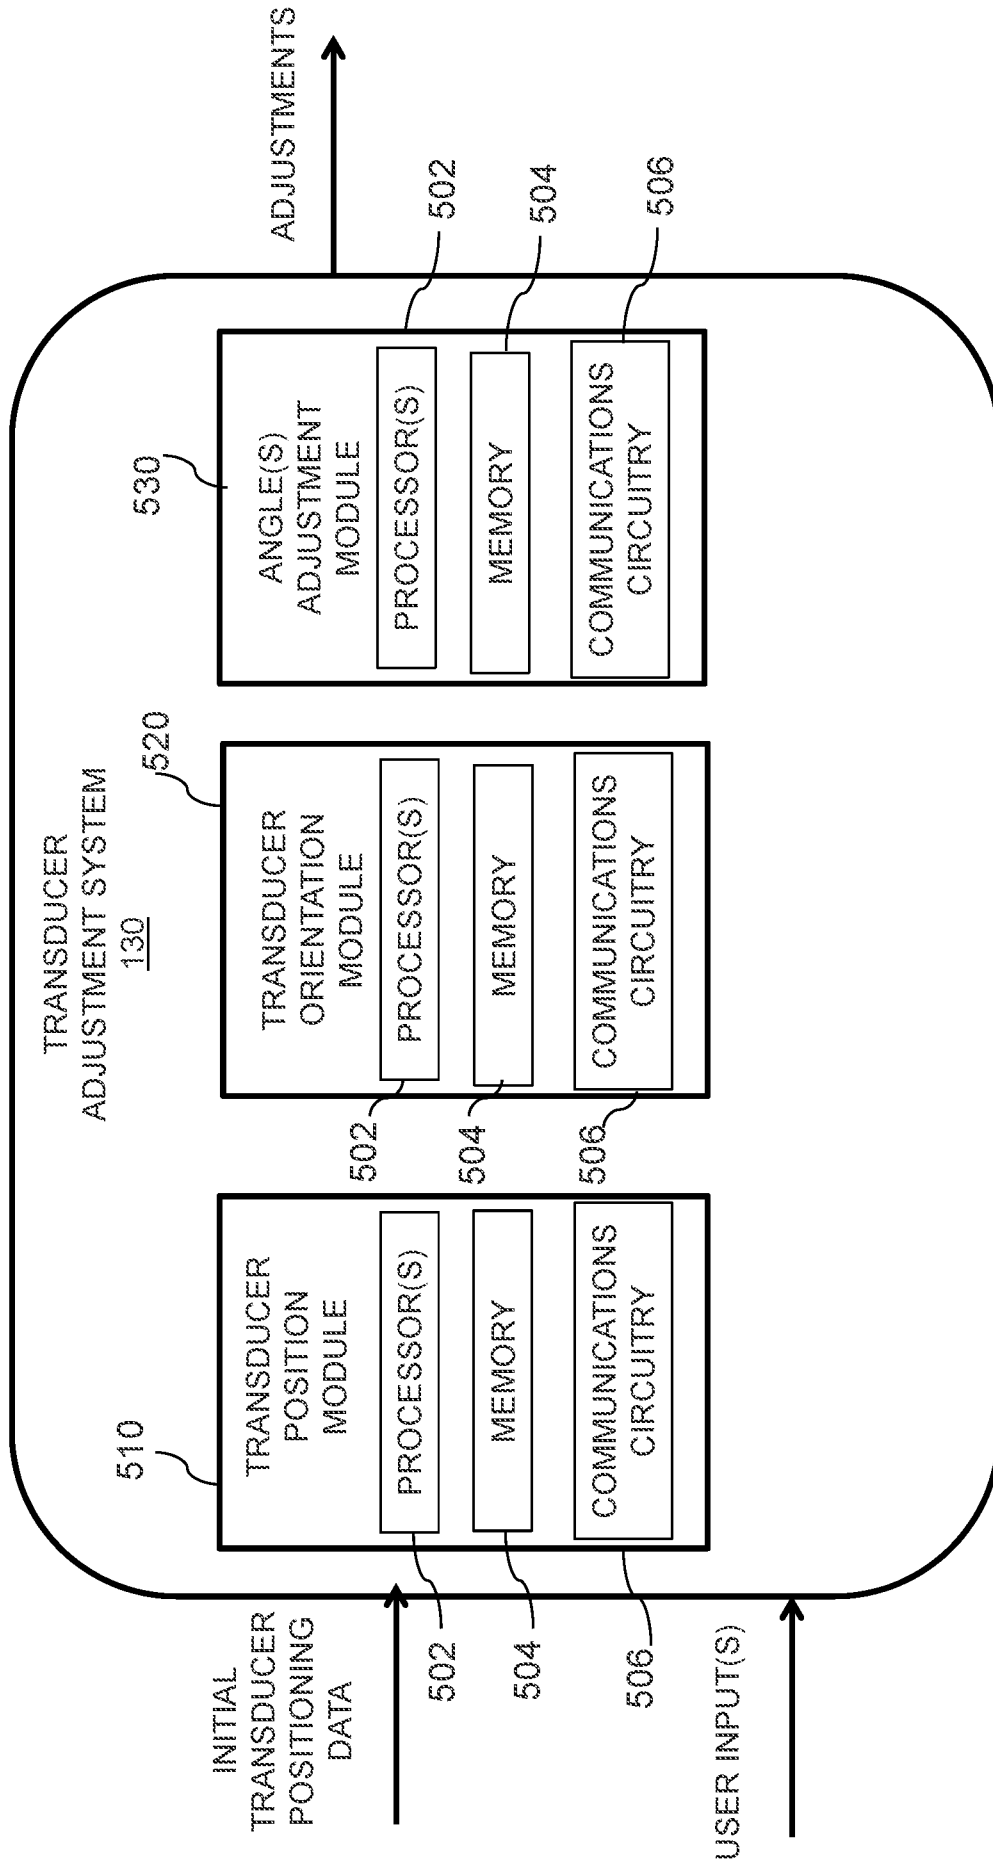 TRANSDUCER
ADJUSTMENT SYSTEM
130
INITIAL
TRANSDUCER
POSITIONING
DATA
USER INPUT(S)
510
TRANSDUCER
POSITION
MODULE
PROCESSOR(S)
MEMORY
COMMUNICATIONS
CIRCUITRY
502
504
506
520
TRANSDUCER
ORIENTATION
MODULE
PROCESSOR(S)
MEMORY
COMMUNICATIONS
CIRCUITRY
502
504
506
530
ANGLE(S)
ADJUSTMENT
MODULE
PROCESSOR(S)
MEMORY
COMMUNICATIONS
CIRCUITRY
502
504
506
ADJUSTMENTS